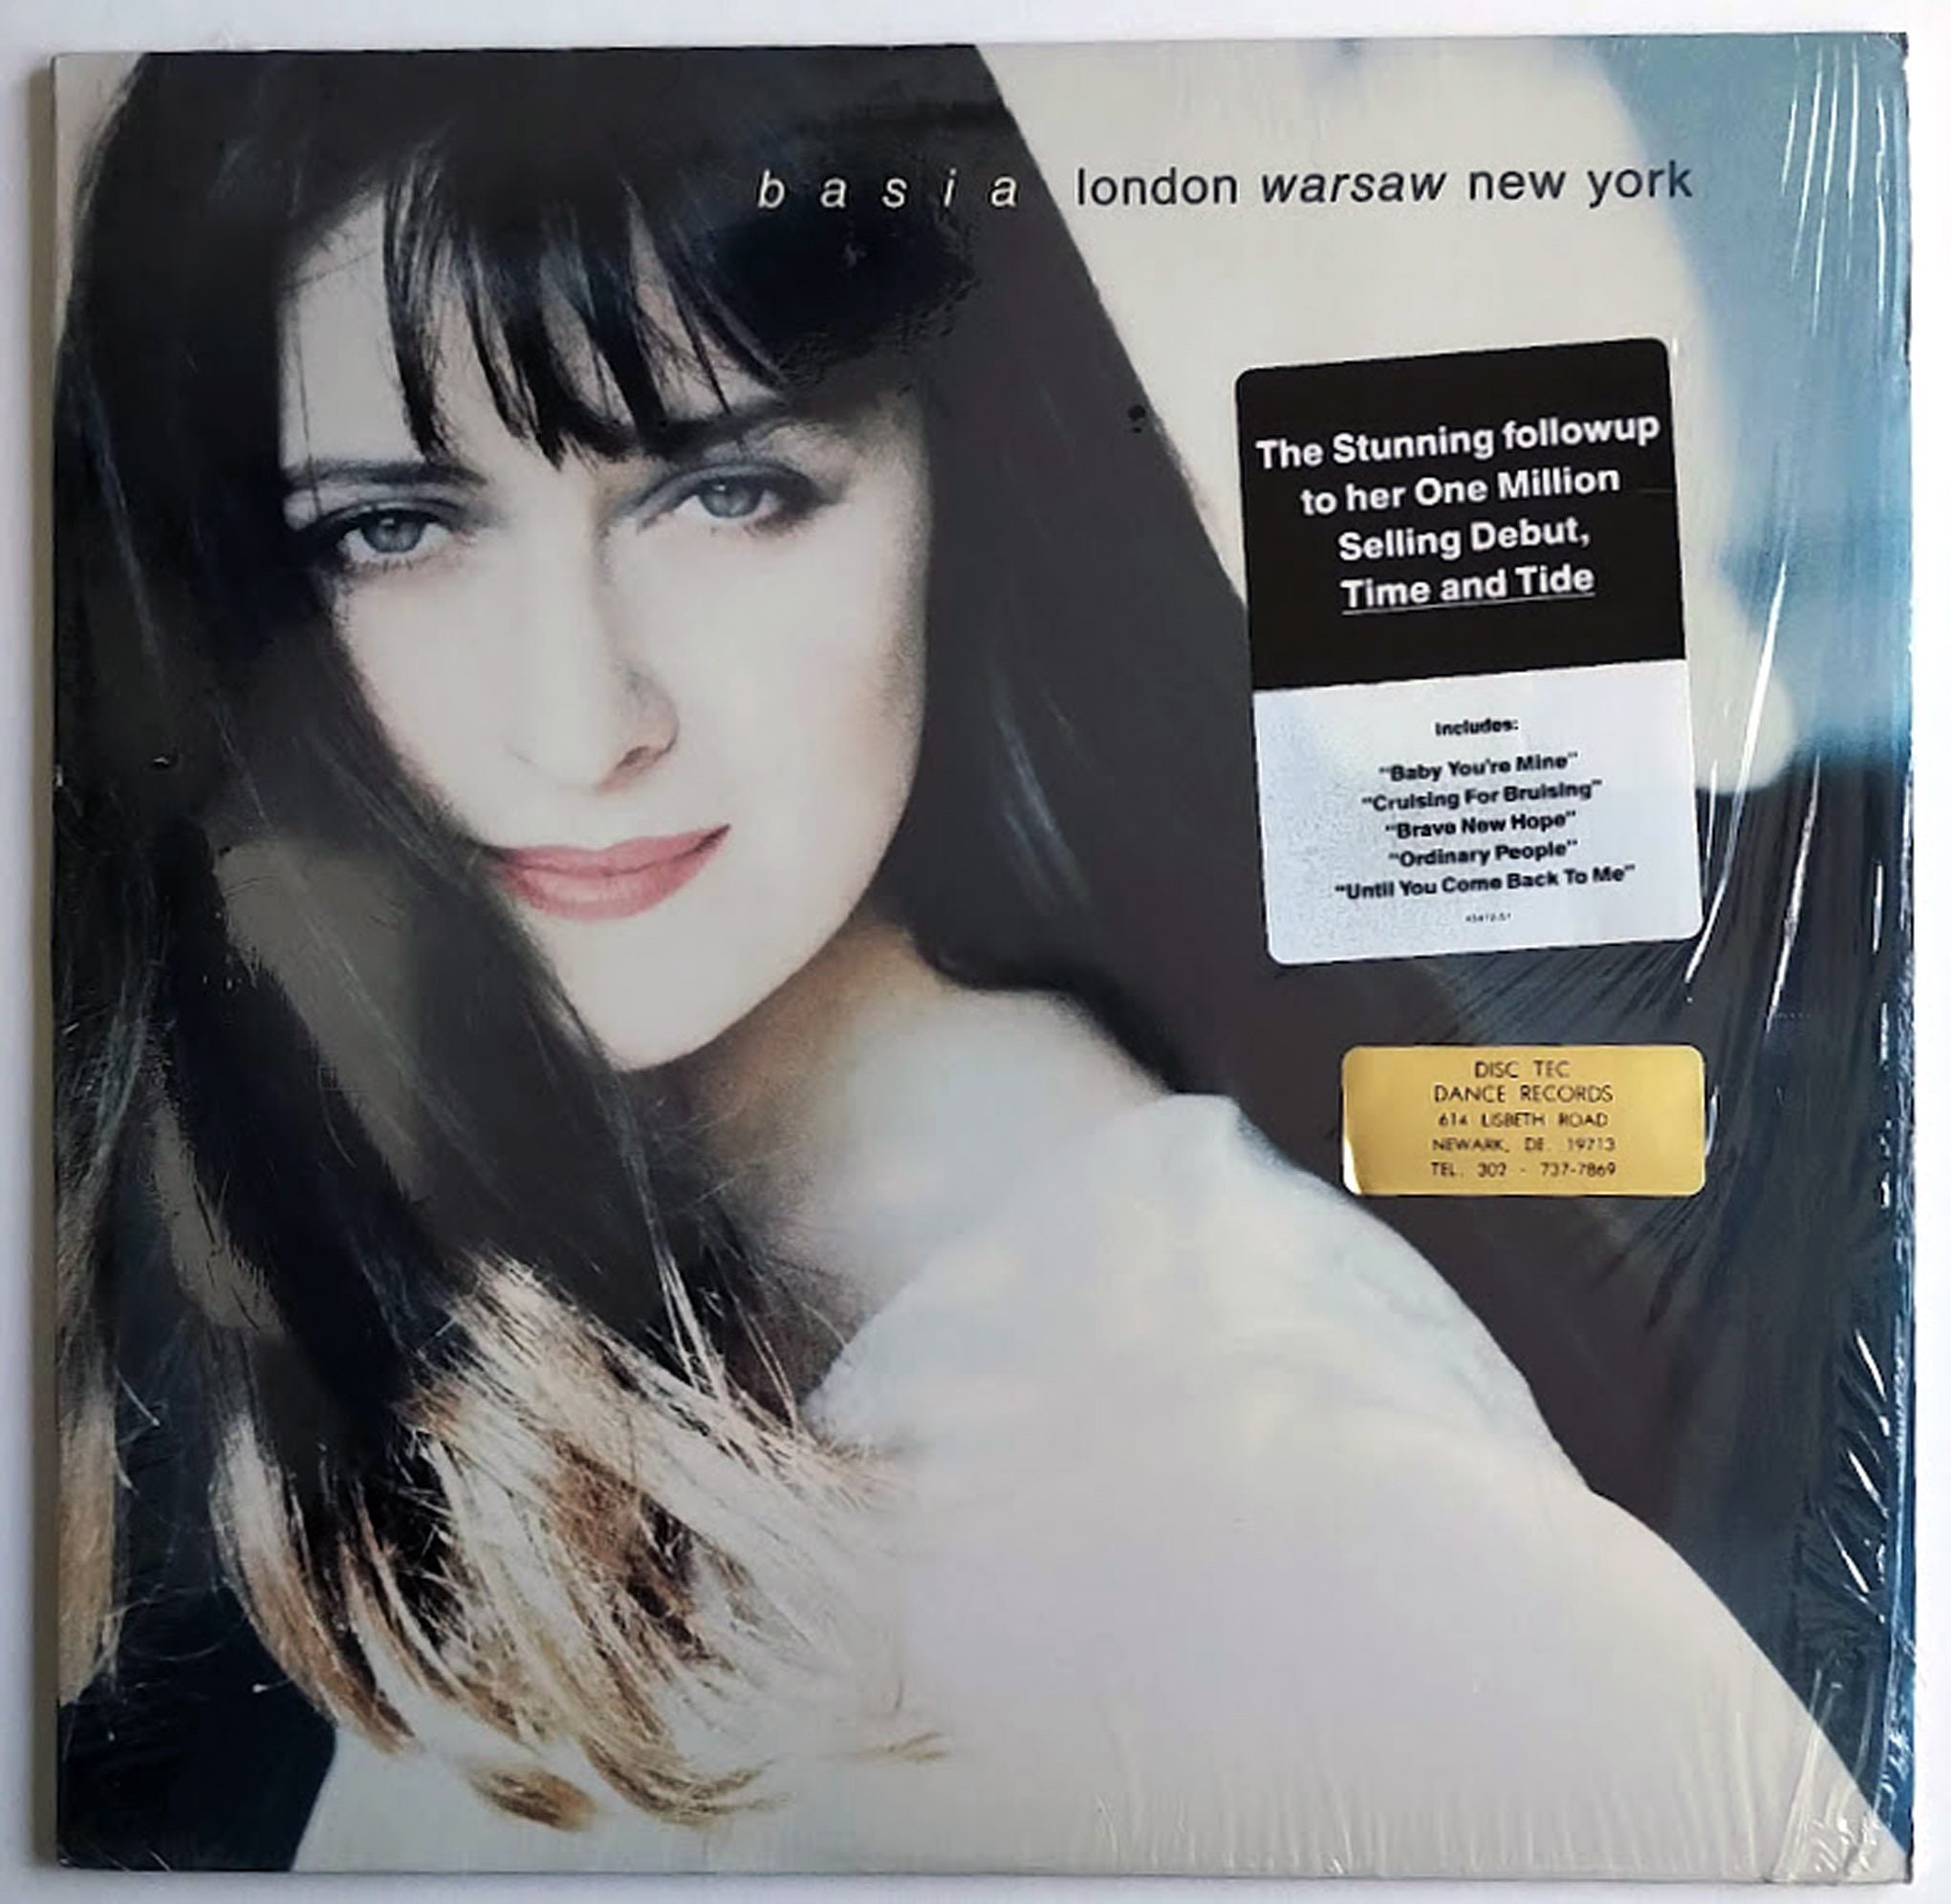 basia london warsaw new york
The Stunning followup
to her One Million
Selling Debut,
Time and Tide
Includes:
"Baby You're Mine"
"Cruising For Bruising"
"Brave New Hope"
"Ordinary People"
"Until You Come Back To Me"
DISC TEC
DANCE RECORDS
614 LISBETH ROAD
NEWARK, DE. 19713
TEL. 302 - 737-7869